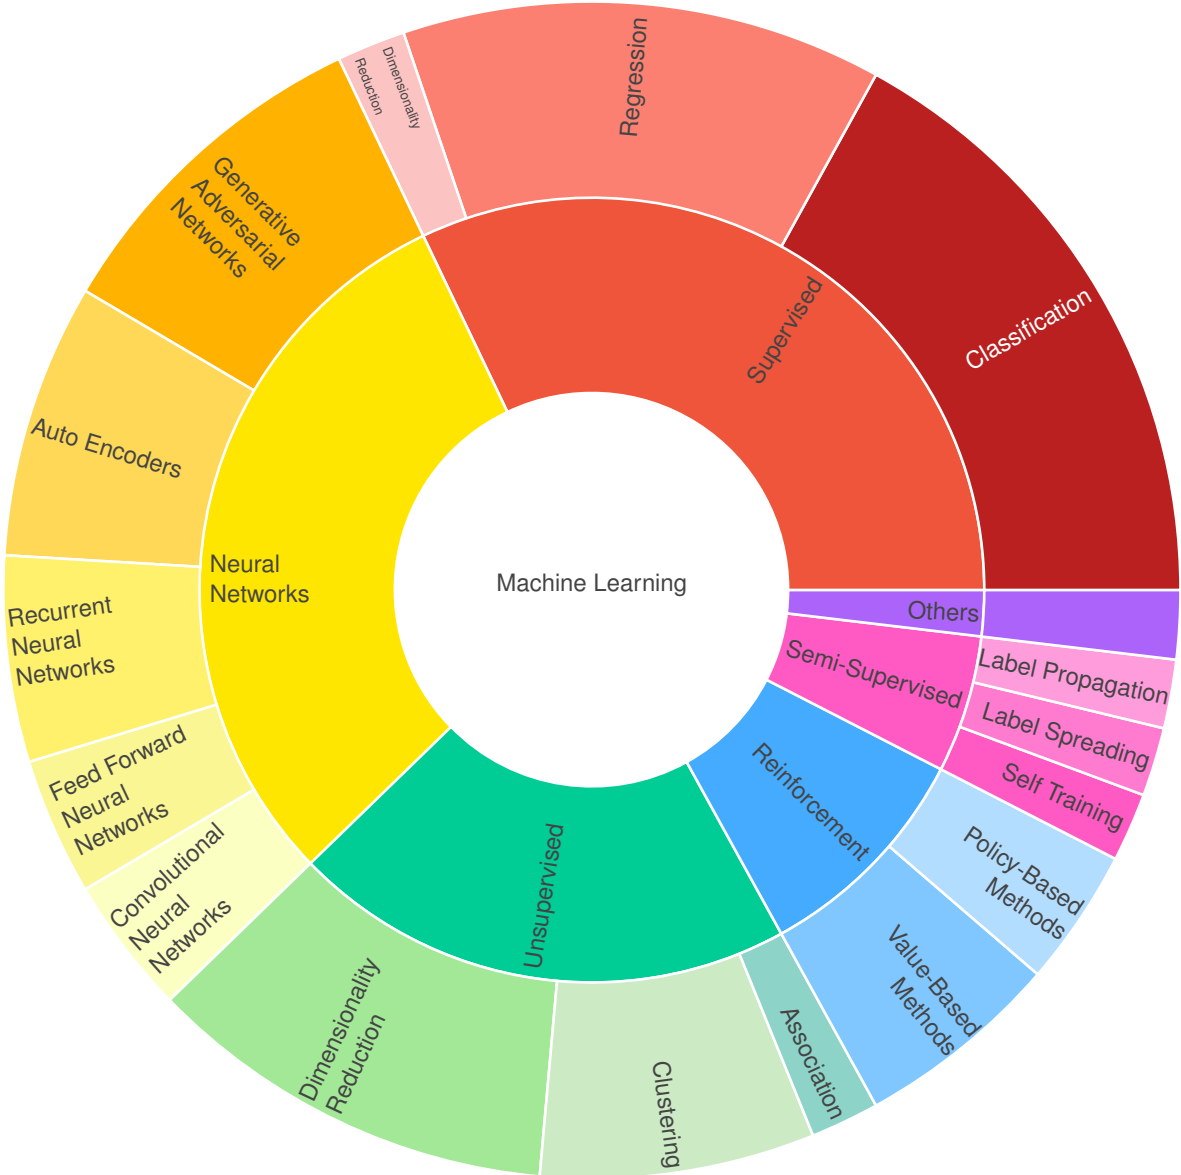 Machine Learning
Supervised
Classification
Regression
Dimensionality
Reduction
Neural
Networks
Generative
Adversarial
Networks
Auto Encoders
Recurrent
Neural
Networks
Feed Forward
Neural
Networks
Convolutional
Neural
Networks
Unsupervised
Dimensionality
Reduction
Clustering
Association
Reinforcement
Value-Based
Methods
Policy-Based
Methods
Semi-Supervised
Self Training
Label Spreading
Label Propagation
Others